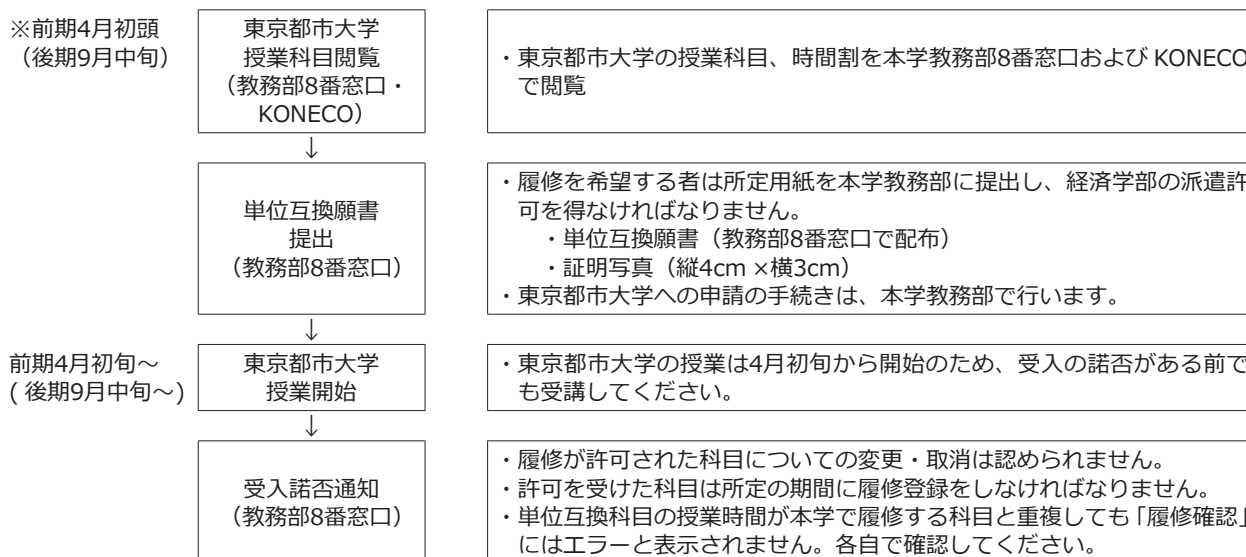 ※前期4月初頭
(後期9月中旬)
東京都市大学
授業科目閲覧
(教務部8番窓口・
KONECO)
・東京都市大学の授業科目、時間割を本学教務部8番窓口および KONECO
で閲覧
↓
単位互換願書
提出
(教務部8番窓口)
・履修を希望する者は所定用紙を本学教務部に提出し、経済学部の派遣許
可を得なければなりません。
・単位互換願書(教務部8番窓口で配布)
・証明写真(縦4cm ×横3cm)
・東京都市大学への申請の手続きは、本学教務部で行います。
↓
前期4月初旬~
( 後期9月中旬~)
東京都市大学
授業開始
・東京都市大学の授業は4月初旬から開始のため、受入の諾否がある前で
も受講してください。
↓
受入諾否通知
(教務部8番窓口)
・履修が許可された科目についての変更・取消は認められません。
・許可を受けた科目は所定の期間に履修登録をしなければなりません。
・単位互換科目の授業時間が本学で履修する科目と重複しても「履修確認」
にはエラーと表示されません。各自で確認してください。